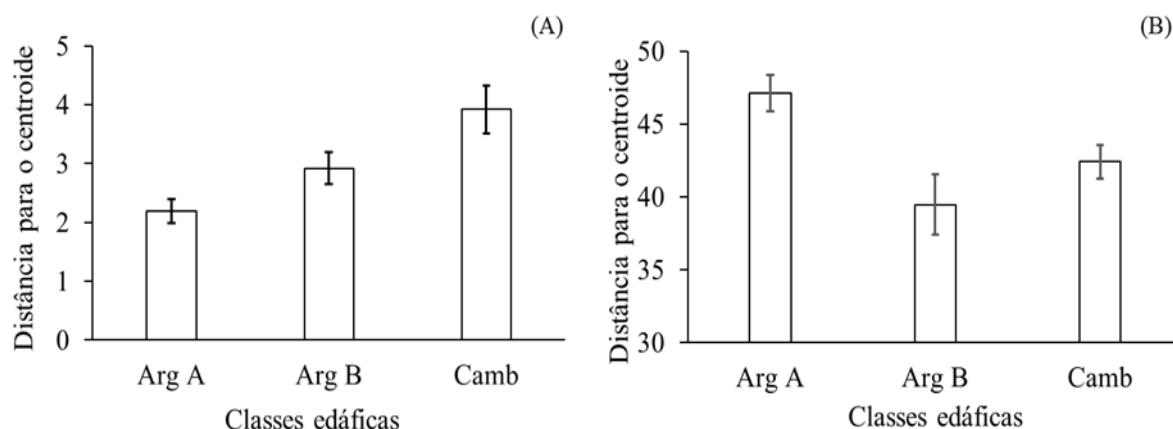 (A)
Distância para o centroide
5
4
3
2
1
0
Arg A Arg B Camb
Classes edáficas
(B)
Distância para o centroide
50
45
40
35
30
Arg A Arg B Camb
Classes edáficas